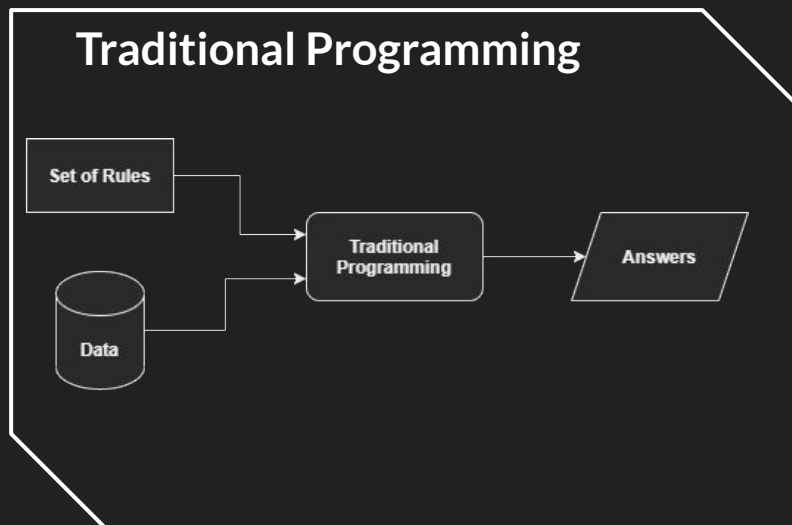 Traditional Programming
Set of Rules
Traditional
Programming
Answers
Data